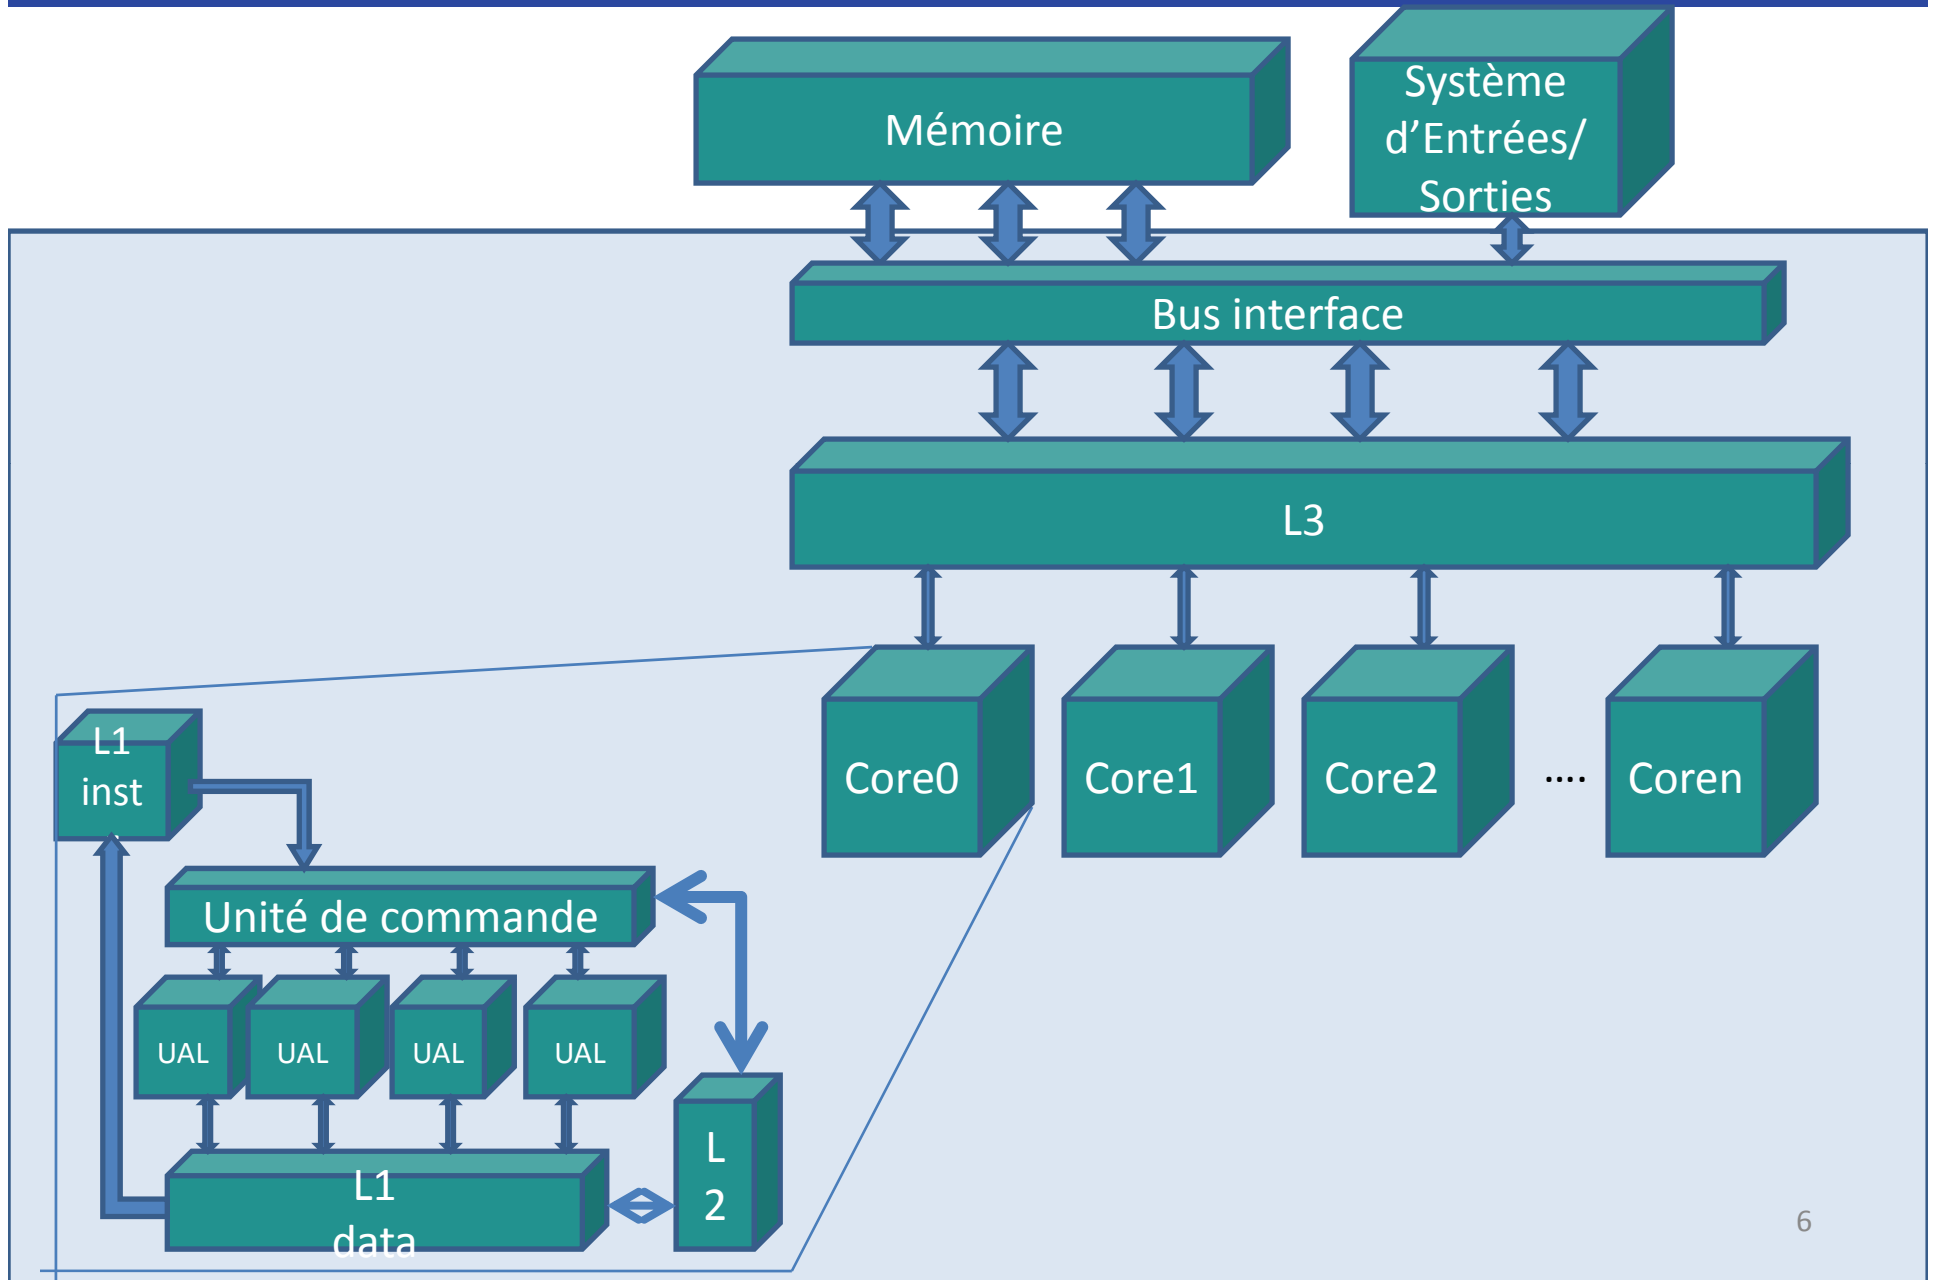 Mémoire
Système
d’Entrées/
Sorties
Bus interface
L3
Core0
Core1
Core2
....
Coren
L1
inst
.
Unité de commande
UAL
UAL
UAL
UAL
L
2
L1
data
6